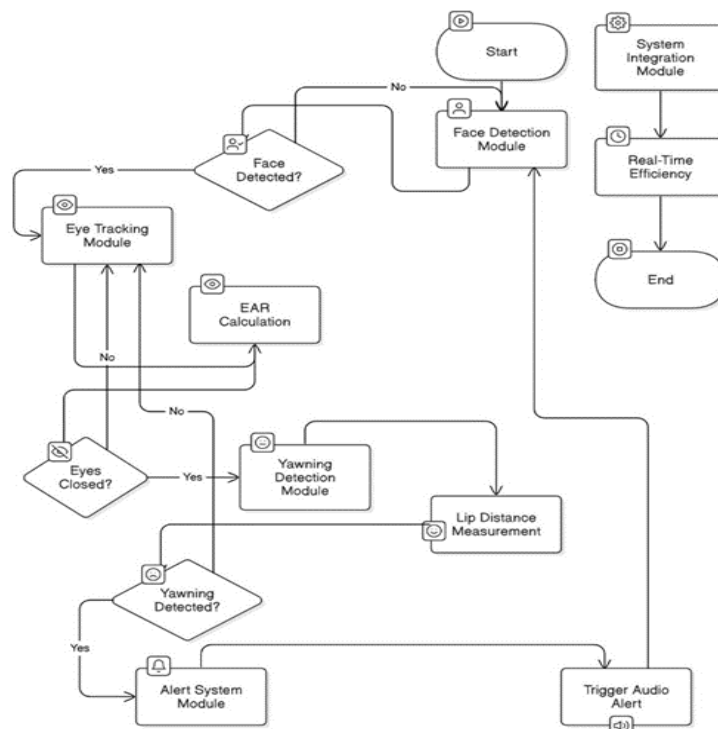 Start
System
Integration
Module
No
Face Detection
Module
Face
Detected?
Yes
Real-Time
Efficiency
Eye Tracking
Module
End
EAR
Calculation
No
No
Eyes
Closed?
Yes
Yawning
Detection
Module
Lip Distance
Measurement
Yawning
Detected?
Yes
Alert System
Module
Trigger Audio
Alert